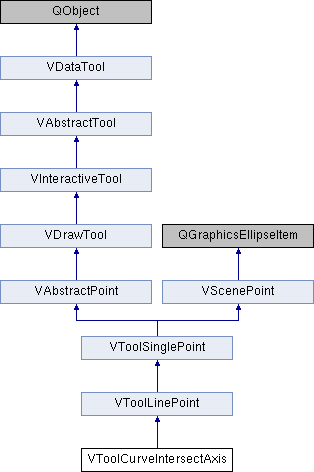 QObject
VDataTool
VAbstractTool
VInteractiveTool
VDrawTool
QGraphicsEllipseItem
VAbstractPoint
VScenePoint
VToolSinglePoint
VToolLinePoint
VToolCurveIntersectAxis